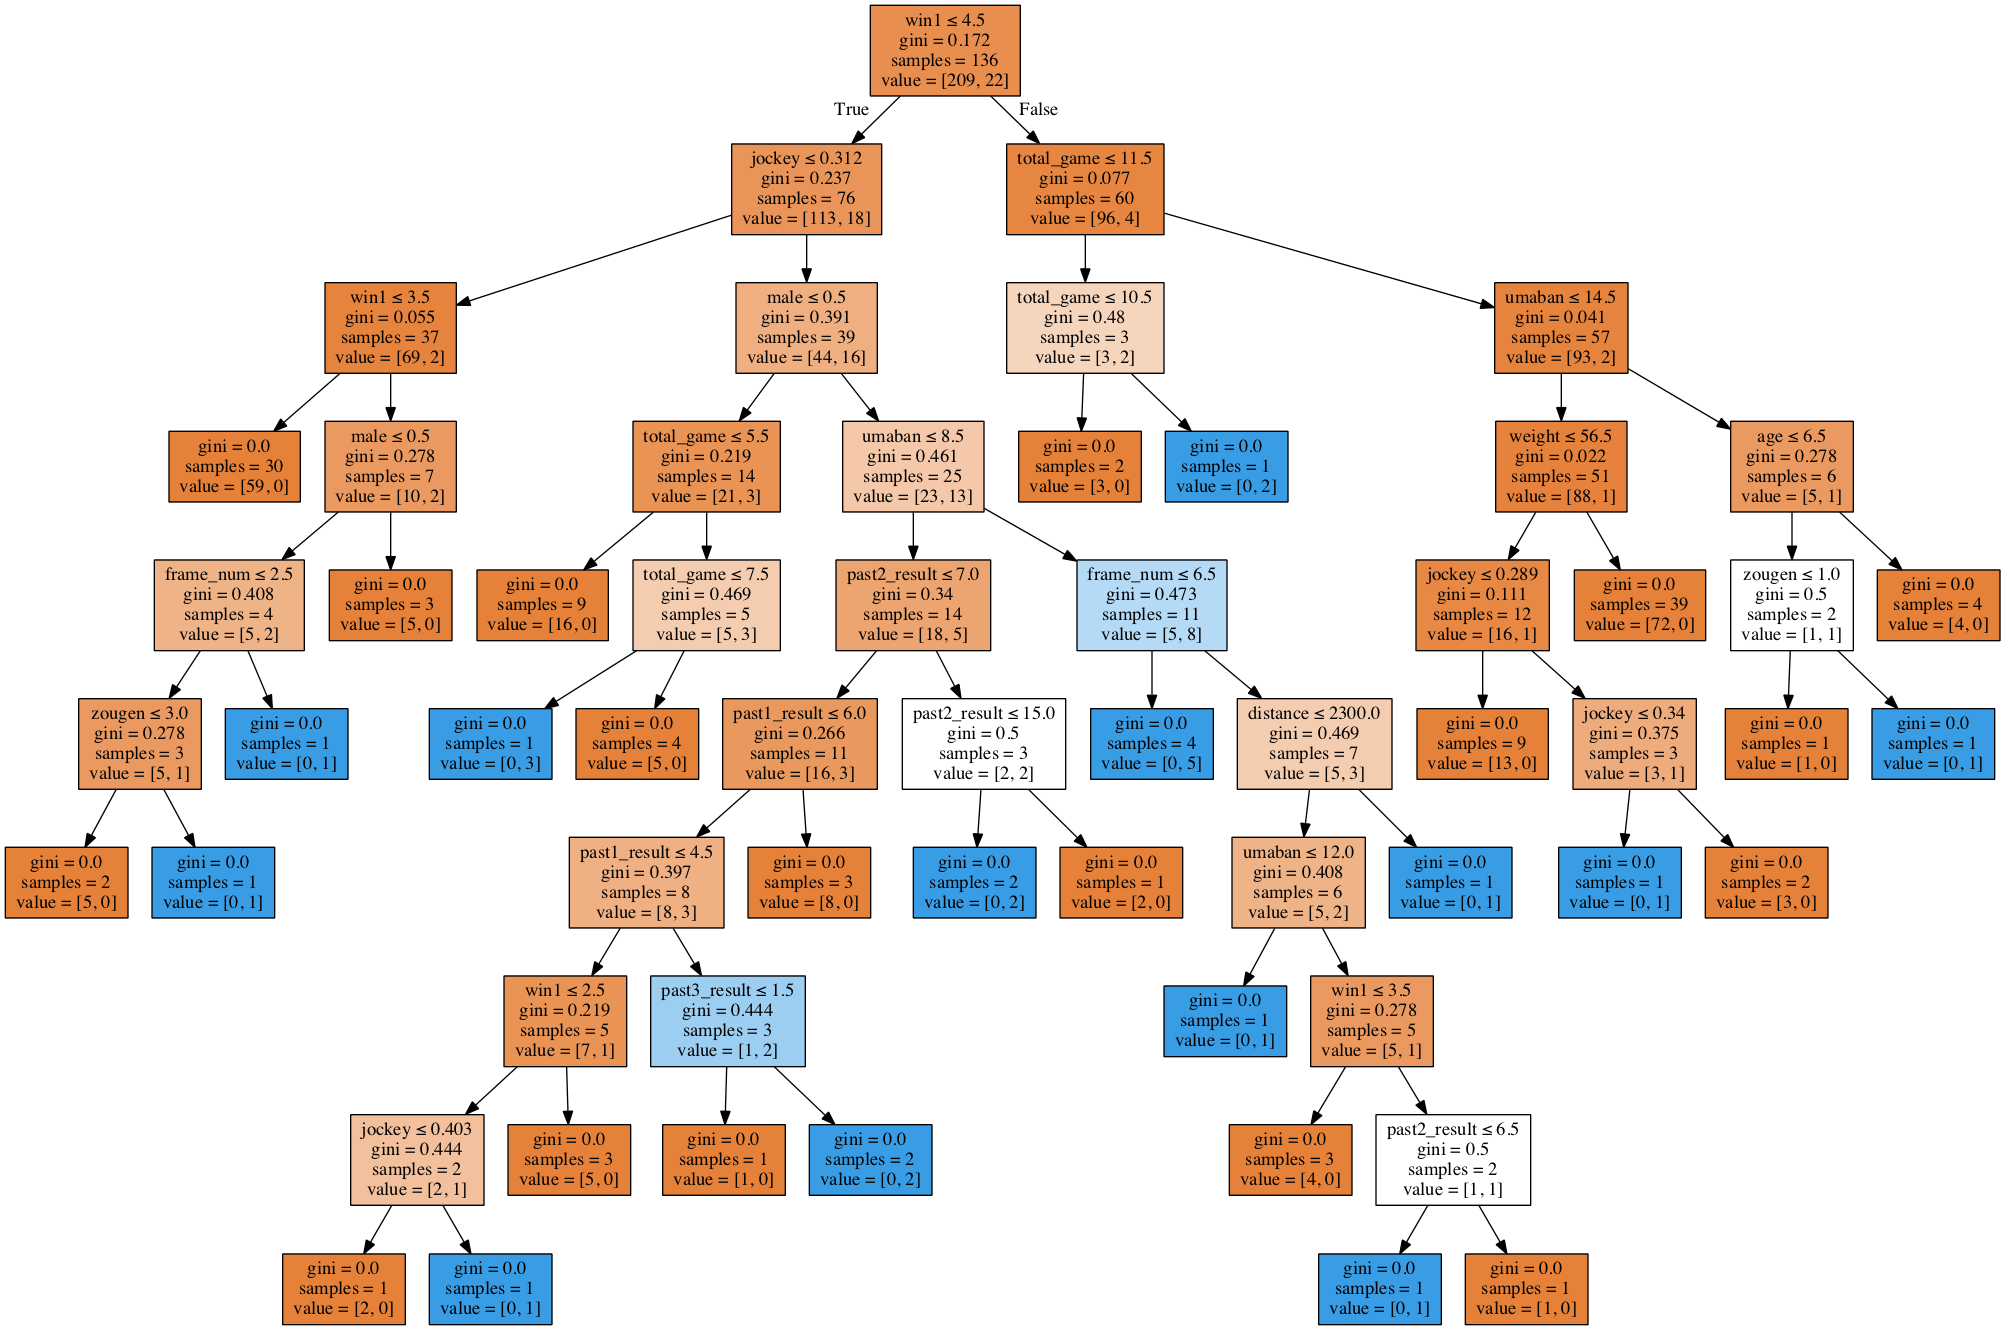 win1 ≤ 4.5
gini = 0.172
samples = 136
value = [209, 22]
True
False
jockey ≤ 0.312
gini = 0.237
samples = 76
value = [113, 18]
total_game ≤ 11.5
gini = 0.077
samples = 60
value = [96, 4]
win1 ≤ 3.5
gini = 0.055
samples = 37
value = [69, 2]
male ≤ 0.5
gini = 0.391
samples = 39
value = [44, 16]
total_game ≤ 10.5
gini = 0.48
samples = 3
value = [3, 2]
umaban ≤ 14.5
gini = 0.041
samples = 57
value = [93, 2]
gini = 0.0
samples = 30
value = [59, 0]
male ≤ 0.5
gini = 0.278
samples = 7
value = [10, 2]
total_game ≤ 5.5
gini = 0.219
samples = 14
value = [21, 3]
umaban ≤ 8.5
gini = 0.461
samples = 25
value = [23, 13]
gini = 0.0
samples = 2
value = [3, 0]
gini = 0.0
samples = 1
value = [0, 2]
weight ≤ 56.5
gini = 0.022
samples = 51
value = [88, 1]
age ≤ 6.5
gini = 0.278
samples = 6
value = [5, 1]
frame_num ≤ 2.5
gini = 0.408
samples = 4
value = [5, 2]
gini = 0.0
samples = 3
value = [5, 0]
gini = 0.0
samples = 9
value = [16, 0]
total_game ≤ 7.5
gini = 0.469
samples = 5
value = [5, 3]
past2_result ≤ 7.0
gini = 0.34
samples = 14
value = [18, 5]
frame_num ≤ 6.5
gini = 0.473
samples = 11
value = [5, 8]
jockey ≤ 0.289
gini = 0.111
samples = 12
value = [16, 1]
gini = 0.0
samples = 39
value = [72, 0]
zougen ≤ 1.0
gini = 0.5
samples = 2
value = [1, 1]
gini = 0.0
samples = 4
value = [4, 0]
zougen ≤ 3.0
gini = 0.278
samples = 3
value = [5, 1]
gini = 0.0
samples = 1
value = [0, 1]
gini = 0.0
samples = 1
value = [0, 3]
gini = 0.0
samples = 4
value = [5, 0]
past1_result ≤ 6.0
gini = 0.266
samples = 11
value = [16, 3]
past2_result ≤ 15.0
gini = 0.5
samples = 3
value = [2, 2]
gini = 0.0
samples = 4
value = [0, 5]
distance ≤ 2300.0
gini = 0.469
samples = 7
value = [5, 3]
gini = 0.0
samples = 9
value = [13, 0]
jockey ≤ 0.34
gini = 0.375
samples = 3
value = [3, 1]
gini = 0.0
samples = 1
value = [1, 0]
gini = 0.0
samples = 1
value = [0, 1]
gini = 0.0
samples = 2
value = [5, 0]
gini = 0.0
samples = 1
value = [0, 1]
past1_result ≤ 4.5
gini = 0.397
samples = 8
value = [8, 3]
gini = 0.0
samples = 3
value = [8, 0]
gini = 0.0
samples = 2
value = [0, 2]
gini = 0.0
samples = 1
value = [2, 0]
umaban ≤ 12.0
gini = 0.408
samples = 6
value = [5, 2]
gini = 0.0
samples = 1
value = [0, 1]
gini = 0.0
samples = 1
value = [0, 1]
gini = 0.0
samples = 2
value = [3, 0]
win1 ≤ 2.5
gini = 0.219
samples = 5
value = [7, 1]
past3_result ≤ 1.5
gini = 0.444
samples = 3
value = [1, 2]
gini = 0.0
samples = 1
value = [0, 1]
win1 ≤ 3.5
gini = 0.278
samples = 5
value = [5, 1]
jockey ≤ 0.403
gini = 0.444
samples = 2
value = [2, 1]
gini = 0.0
samples = 3
value = [5, 0]
gini = 0.0
samples = 1
value = [1, 0]
gini = 0.0
samples = 2
value = [0, 2]
gini = 0.0
samples = 3
value = [4, 0]
past2_result ≤ 6.5
gini = 0.5
samples = 2
value = [1, 1]
gini = 0.0
samples = 1
value = [2, 0]
gini = 0.0
samples = 1
value = [0, 1]
gini = 0.0
samples = 1
value = [0, 1]
gini = 0.0
samples = 1
value = [1, 0]